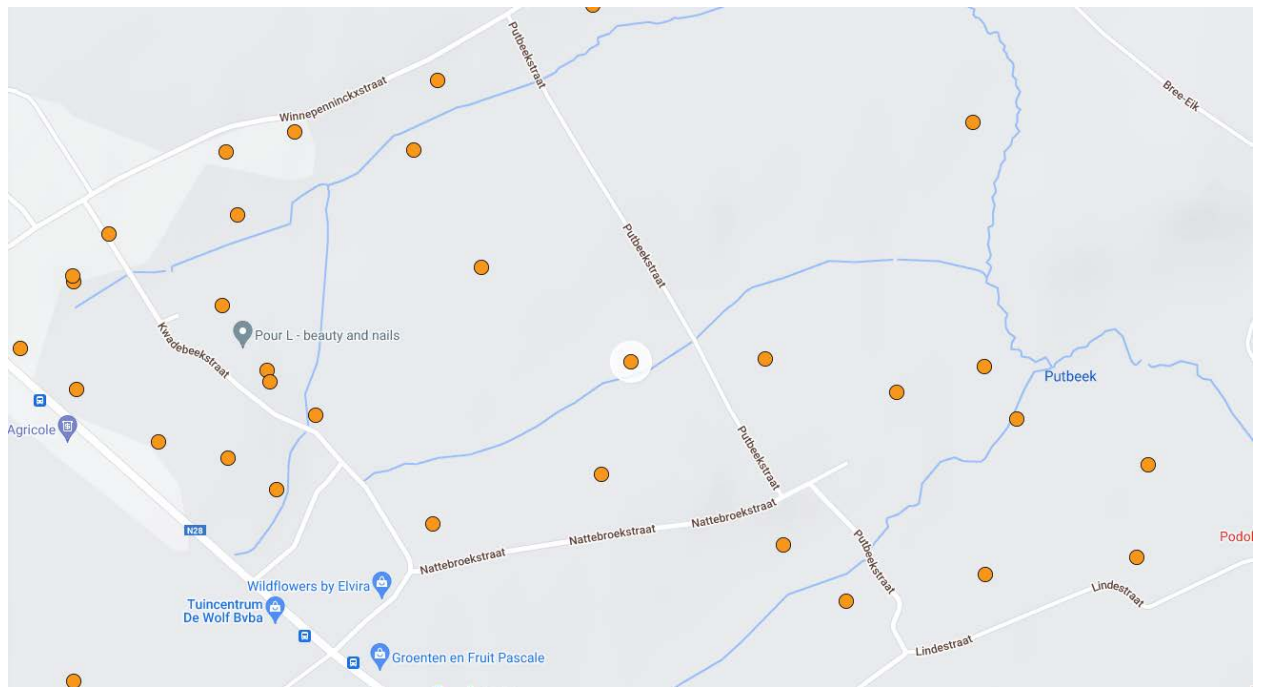 Putbeekstraat
Winnepenninckxstraat
Bree-Eik
Putbeekstraat
Kwadebeekstraat
Pour L - beauty and nails
Putbeek
Agricole
Putbeekstraat
N28
Nattebroekstraat
Nattebroekstraat
Nattebroekstraat
Putbeekstraat
Podol
Wildflowers by Elvira
Tuincentrum
De Wolf Bvba
Lindestraat
Lindestraat
Groenten en Fruit Pascale